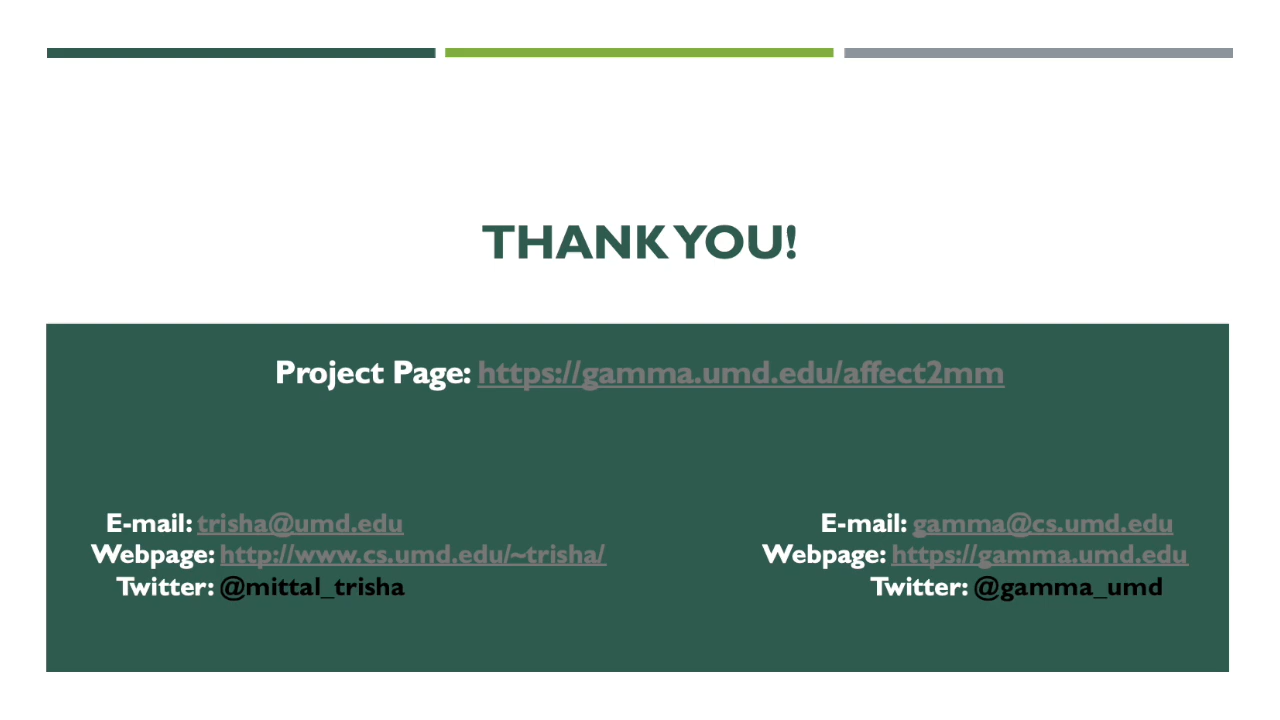 THANK YOU!
Project Page: https://gamma.umd.edu/affect2mm
E-mail: trisha@umd.edu
Webpage: http://www.cs.umd.edu/~trisha/
Twitter: @mittal_trisha
E-mail: gamma@cs.umd.edu
Webpage: https://gamma.umd.edu
Twitter: @gamma_umd